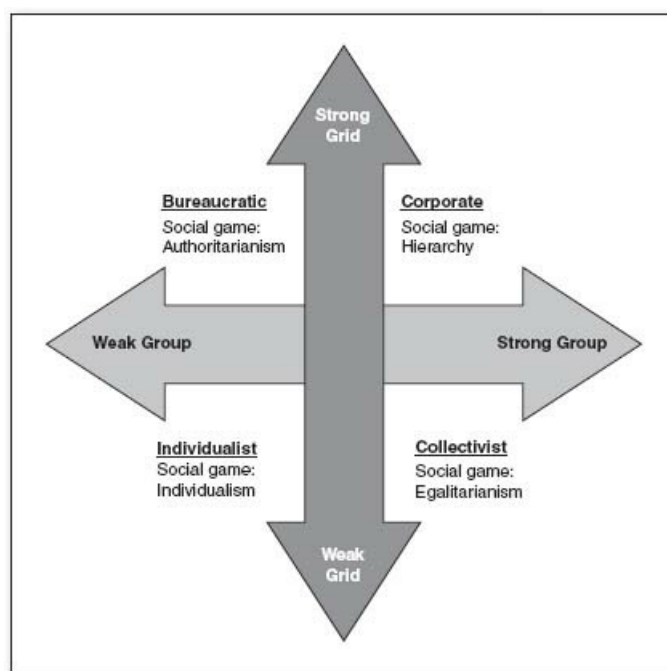 Strong
Grid
Bureaucratic
Social game:
Authoritarianism
Corporate
Social game:
Hierarchy
Weak Group
Strong Group
Individualist
Social game:
Individualism
Collectivist
Social game:
Egalitarianism
Weak
Grid